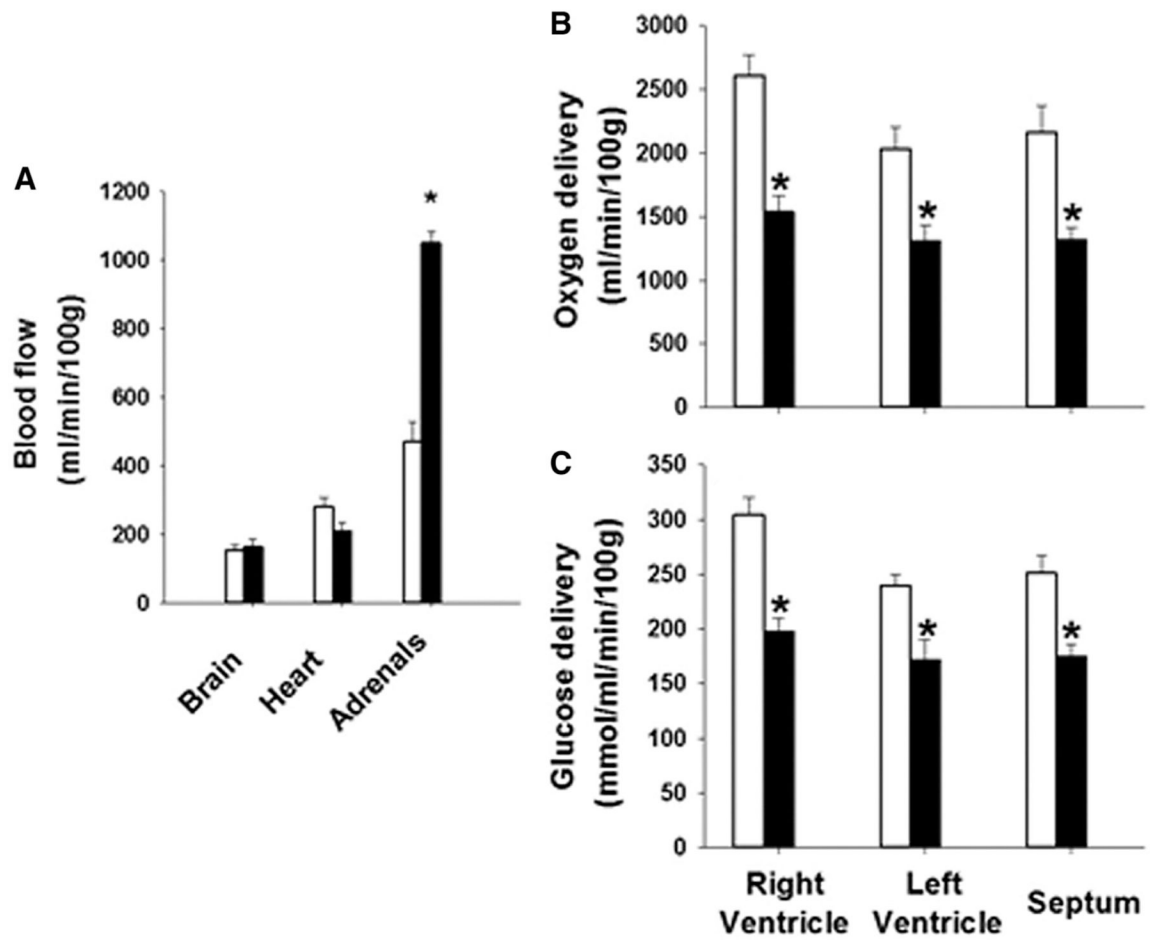 A
Blood flow
(ml/min/100g)
1200
1000
800
600
400
200
0
*
Brain
Heart
Adrenals
B
Oxygen delivery
(ml/min/100g)
3000
2500
2000
1500
1000
500
0
*
*
*
C
Glucose delivery
(mmol/ml/min/100g)
350
300
250
200
150
100
50
0
*
*
*
Right
Ventricle
Left
Ventricle
Septum